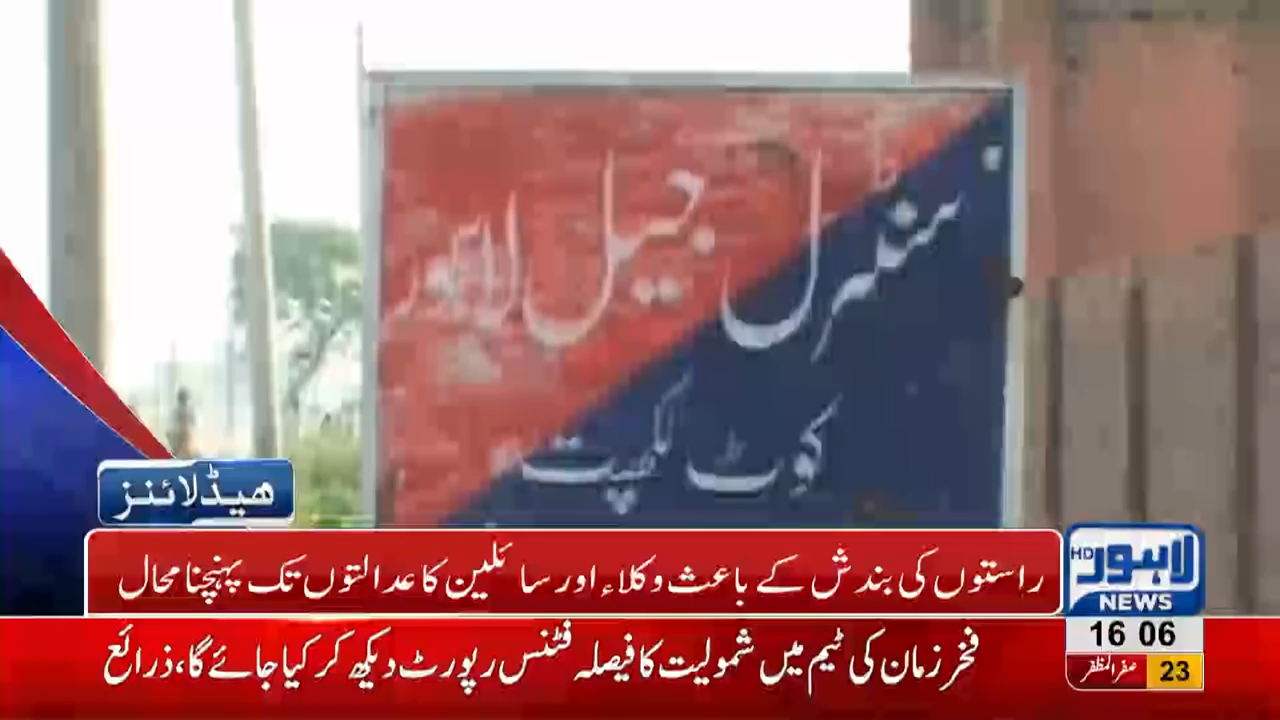 سنٹرل جیل لاہور
کوٹ لکھپت
ھیڈلائنز
راستوں کی بندش کے باعث وکلاء اور سائلین کا عدالتوں تک پہنچنا محال
لاہور HD
NEWS
فخر زمان کی ٹیم میں شمولیت کا فیصلہ فٹنس رپورٹ دیکھ کر کیا جائے گا، ذرائع
16 06
صفر المظفر 23